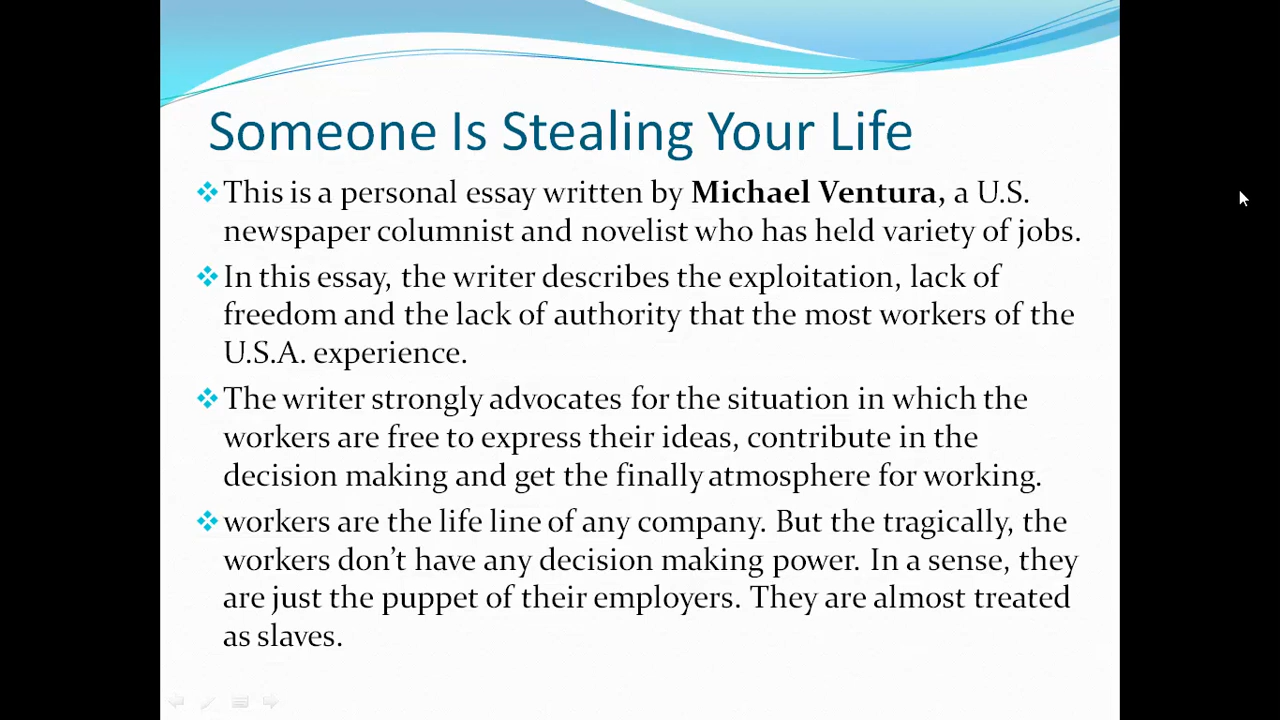 Someone Is Stealing Your Life
This is a personal essay written by Michael Ventura, a U.S.
newspaper columnist and novelist who has held variety of jobs.
In this essay, the writer describes the exploitation, lack of
freedom and the lack of authority that the most workers of the
U.S.A. experience.
The writer strongly advocates for the situation in which the
workers are free to express their ideas, contribute in the
decision making and get the finally atmosphere for working.
workers are the life line of any company. But the tragically, the
workers don't have any decision making power. In a sense, they
are just the puppet of their employers. They are almost treated
as slaves.